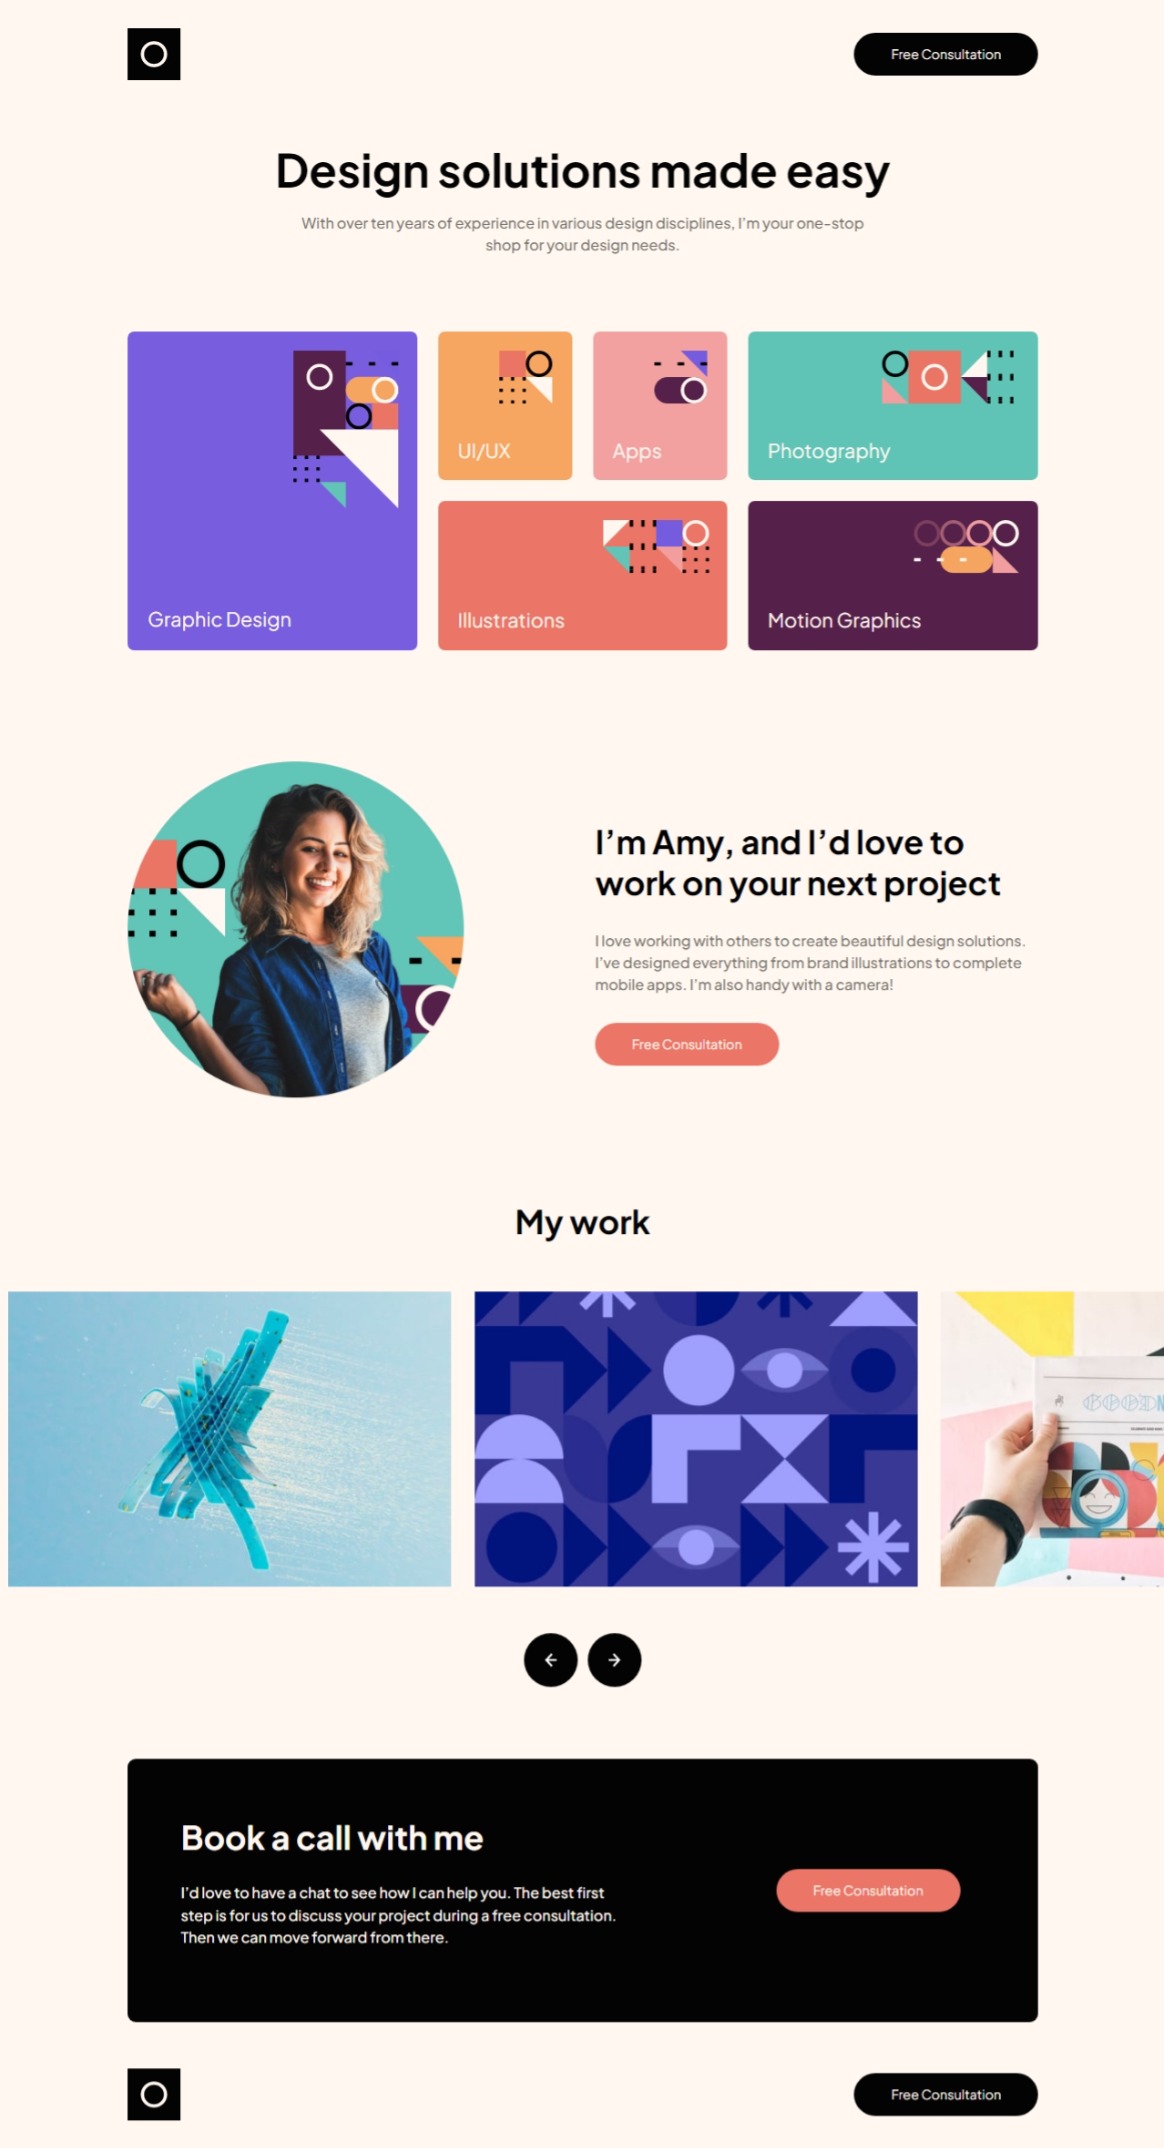 Free Consultation
Design solutions made easy
With over ten years of experience in various design disciplines, I’m your one-stop
shop for your design needs.
Graphic Design
UI/UX
Apps
Photography
Illustrations
Motion Graphics
I’m Amy, and I’d love to
work on your next project
I love working with others to create beautiful design solutions.
I’ve designed everything from brand illustrations to complete
mobile apps. I’m also handy with a camera!
Free Consultation
My work
Book a call with me
I’d love to have a chat to see how I can help you. The best first
step is for us to discuss your project during a free consultation.
Then we can move forward from there.
Free Consultation
Free Consultation